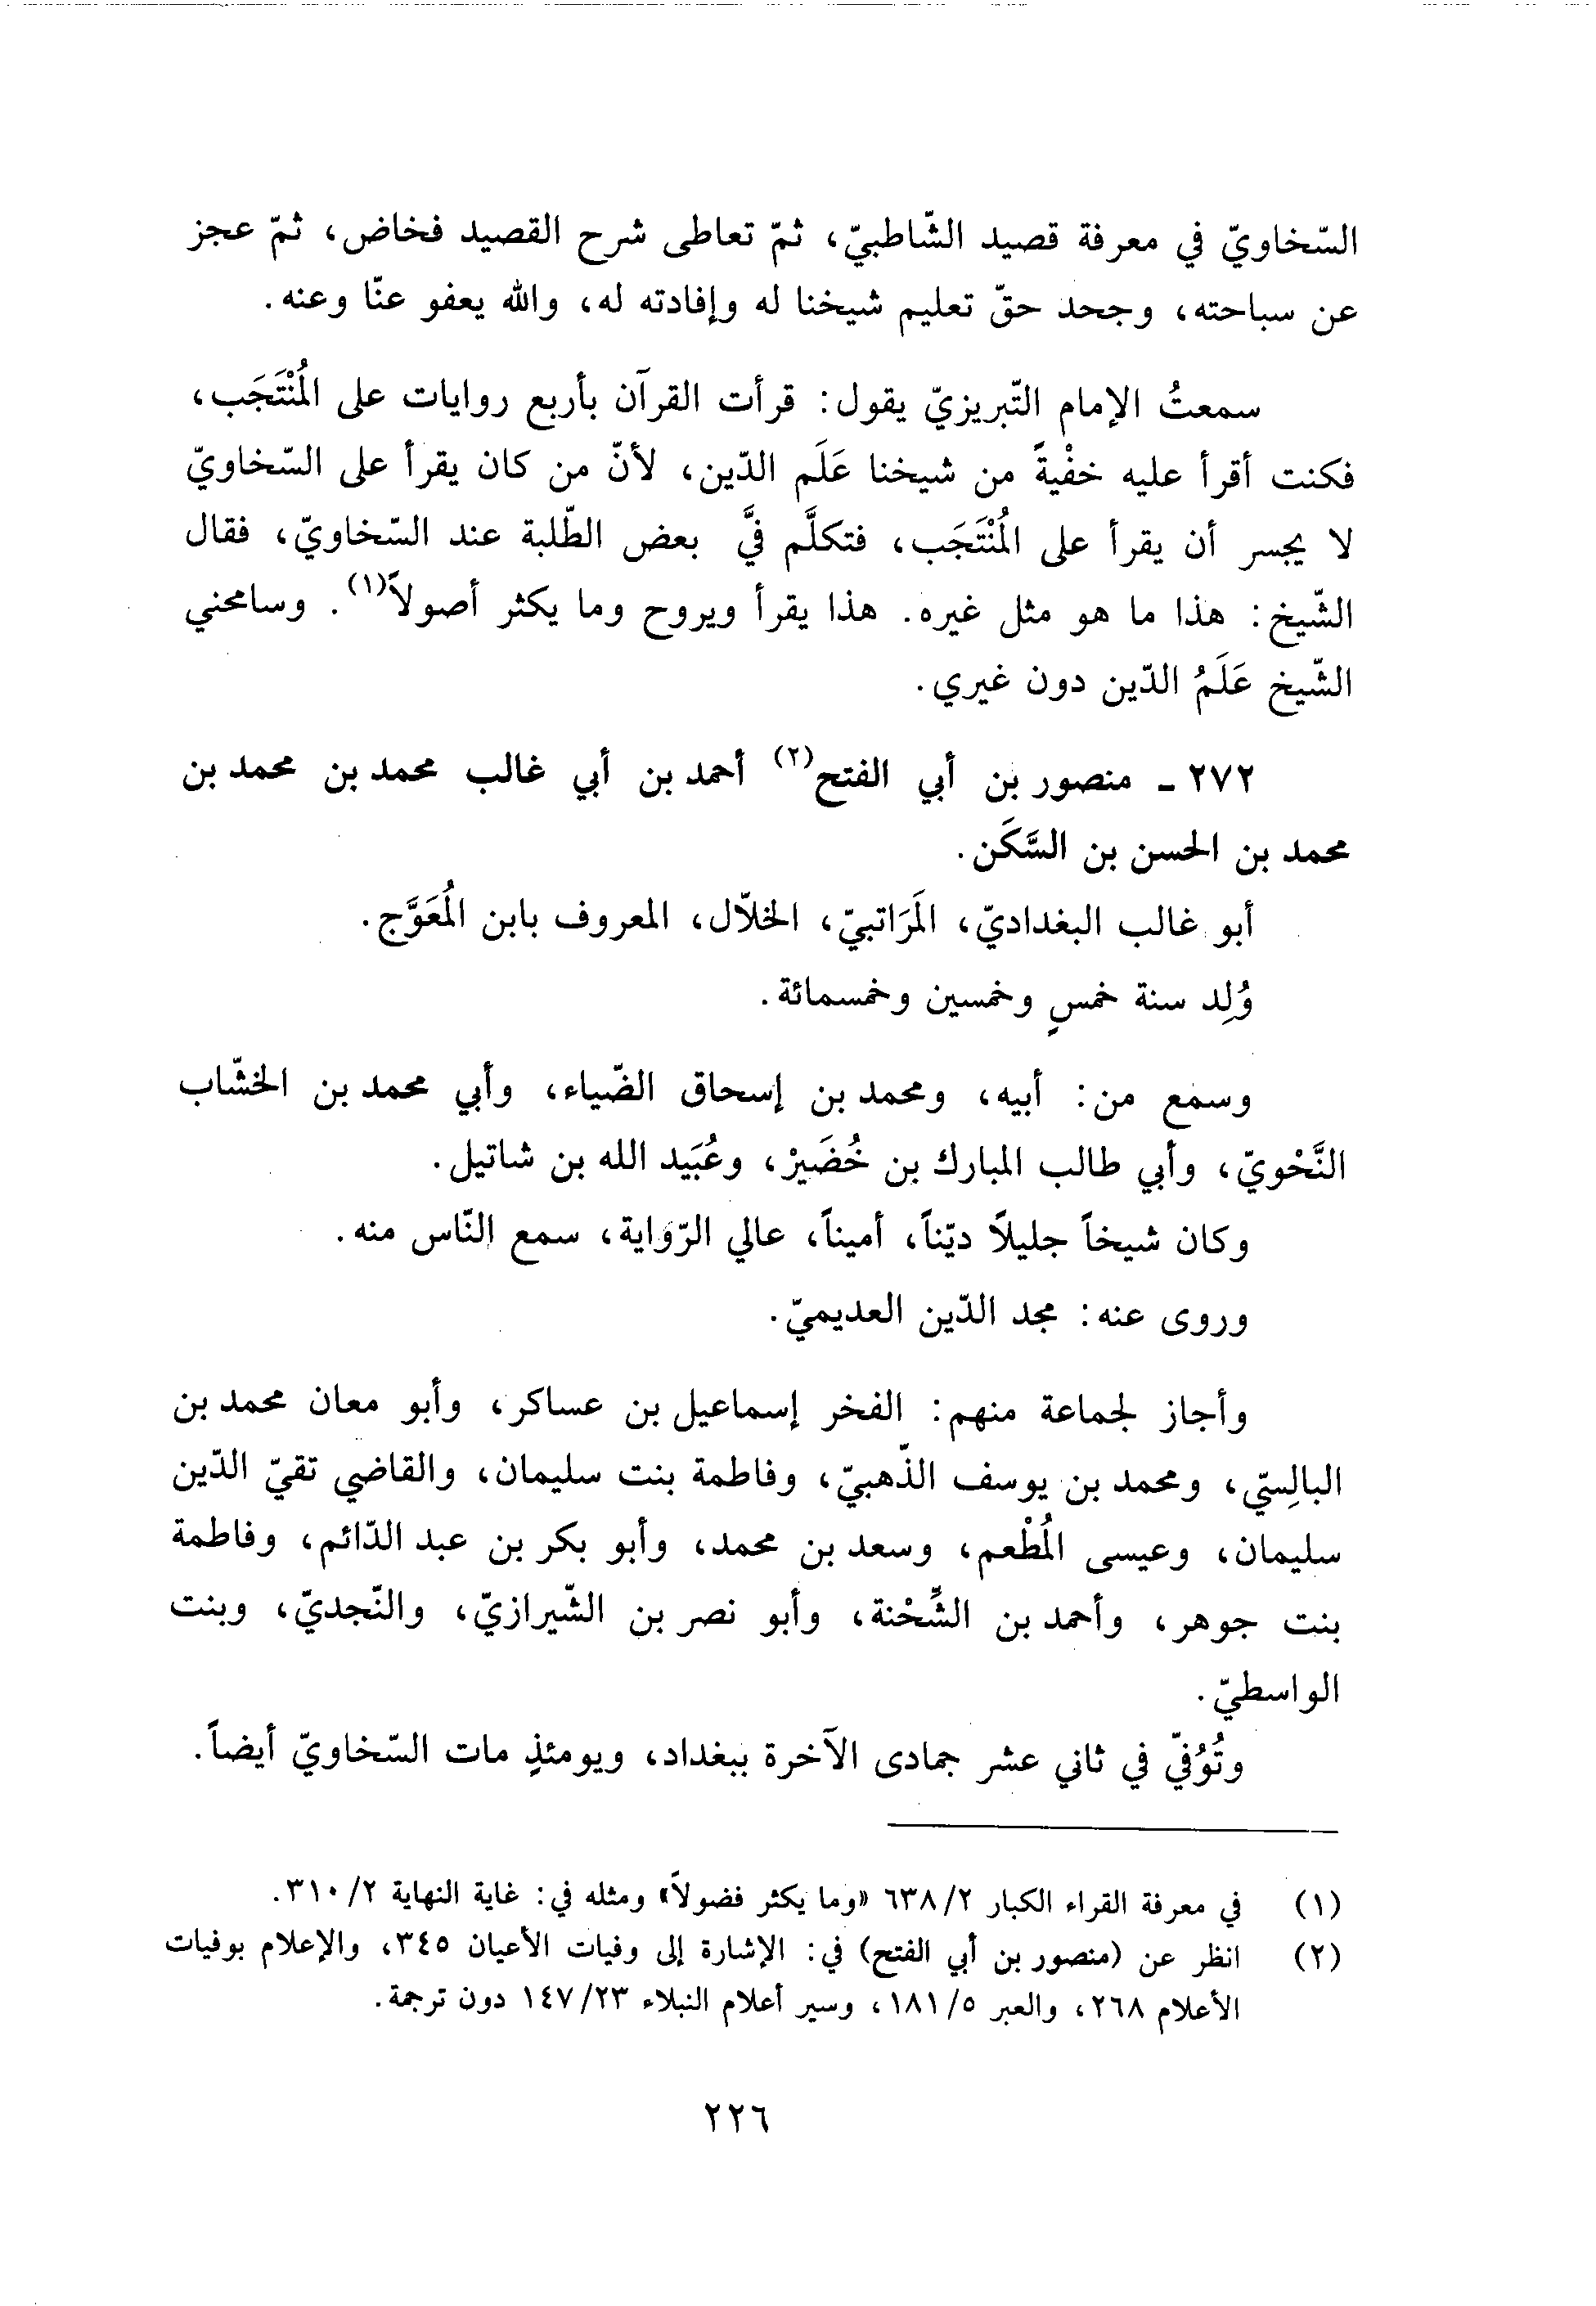 السّخاويّ في معرفة قصيد الشّاطبيّ، ثمّ تعاطى شرح القصيد فخاض، ثمّ عجز
عن سباحته، وجحد حقّ تعليم شيخنا له وإفادته له، والله يعفو عنّا وعنه.
سمعتُ الإمام التّبريزيّ يقول: قرأت القرآن بأربع روايات على المُنْتَجَب،
فكنت أقرأ عليه خفْيةً من شيخنا عَلَم الدّين، لأنّ من كان يقرأ على السّخاويّ
لا يجسر أن يقرأ على المُنْتَجَب، فتكلَّم فيَّ بعض الطّلبة عند السّخاويّ، فقال
الشّيخ: هذا ما هو مثل غيره. هذا يقرأ ويروح وما يكثر أصولاً(١). وسامحني
الشّيخ عَلَمُ الدّين دون غيري.
٢٧٢ ـ منصور بن أبي الفتح(٢) أحمد بن أبي غالب محمد بن محمد بن
محمد بن الحسن بن السَّكَن.
أبو غالب البغداديّ، المَرَاتبيّ، الخلّال، المعروف بابن المُعَوَّج.
وُلِد سنة خمسٍ وخمسين وخمسمائة.
وسمع من: أبيه، ومحمد بن إسحاق الضّياء، وأبي محمد بن الخشّاب
النَّحْويّ، وأبي طالب المبارك بن خُضَيرْ، وعُبَيد الله بن شاتيل.
وكان شيخاً جليلاً ديّناً، أميناً، عالي الرّواية، سمع النّاس منه.
وروى عنه: مجد الدّين العديميّ.
وأجاز لجماعة منهم: الفخر إسماعيل بن عساكر، وأبو معان محمد بن
البالِسيّ، ومحمد بن يوسف الذّهبيّ، وفاطمة بنت سليمان، والقاضي تقيّ الدّين
سليمان، وعيسى المُطْعم، وسعد بن محمد، وأبو بكر بن عبد الدّائم، وفاطمة
بنت جوهر، وأحمد بن الشِّحْنة، وأبو نصر بن الشّيرازيّ، والنّجديّ، وبنت
الواسطيّ.
وتُوُفيّ في ثاني عشر جمادى الآخرة ببغداد، ويومئذٍ مات السّخاويّ أيضاً.
(١) في معرفة القراء الكبار ٢/ ٦٣٨ «وما يكثر فضولاً» ومثله في: غاية النهاية ٢/ ٣١٠.
(٢) انظر عن (منصور بن أبي الفتح) في: الإشارة إلى وفيات الأعيان ٣٤٥، والإعلام بوفيات
الأعلام ٢٦٨، والعبر ٥/ ١٨١، وسير أعلام النبلاء ٢٣/ ١٤٧ دون ترجمة.
٢٢٦